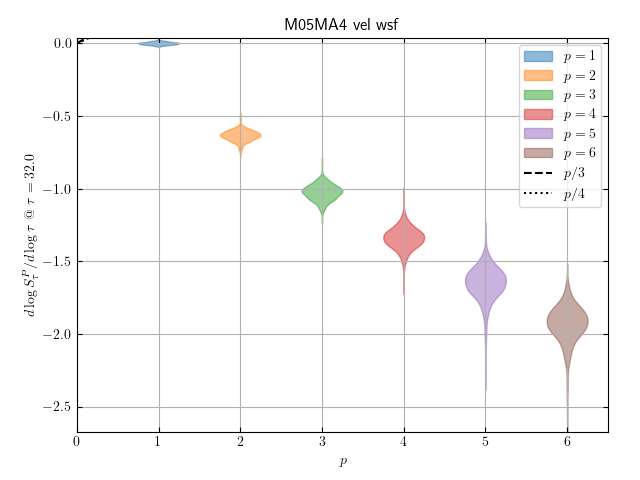 M05MA4 vel wsf
d log S_τ^P / d log τ @ τ = 32.0
0.0
−0.5
−1.0
−1.5
−2.0
−2.5
0 1 2 3 4 5 6
p
p = 1
p = 2
p = 3
p = 4
p = 5
p = 6
p/3
p/4